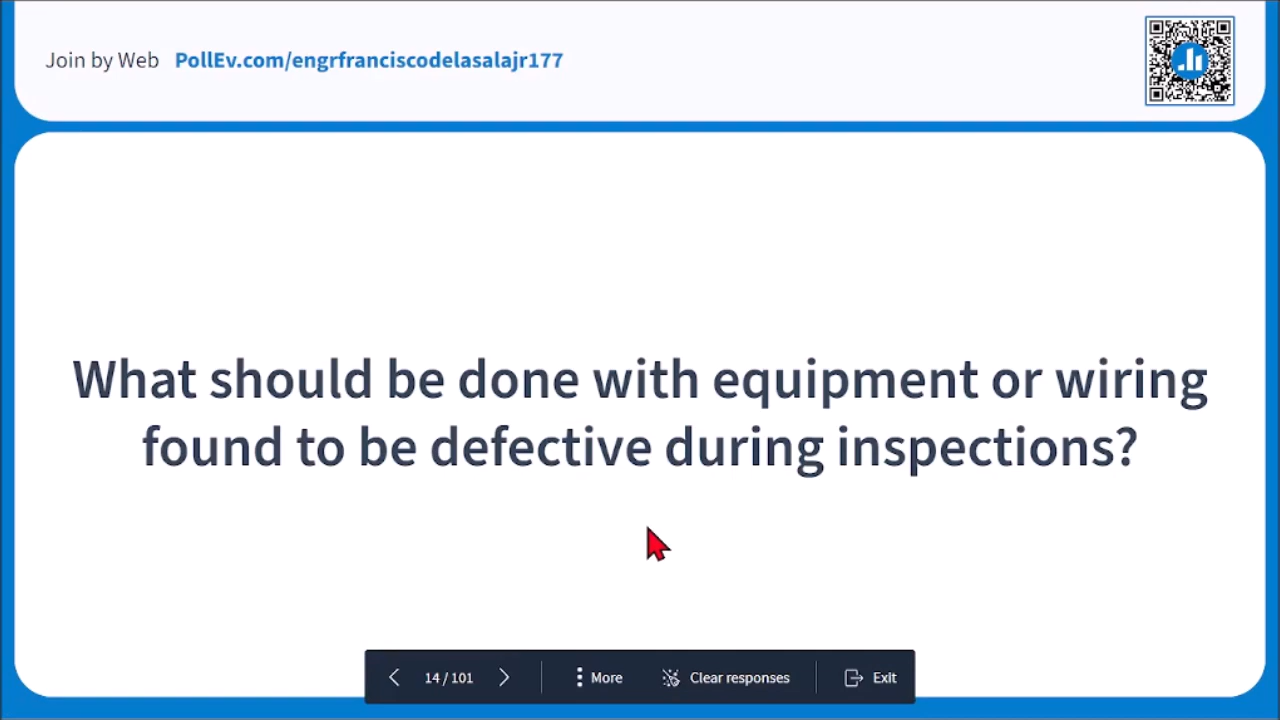 Join by Web PollEv.com/engrfranciscodelasalajr177
What should be done with equipment or wiring
found to be defective during inspections?
14 / 101 More Clear responses Exit